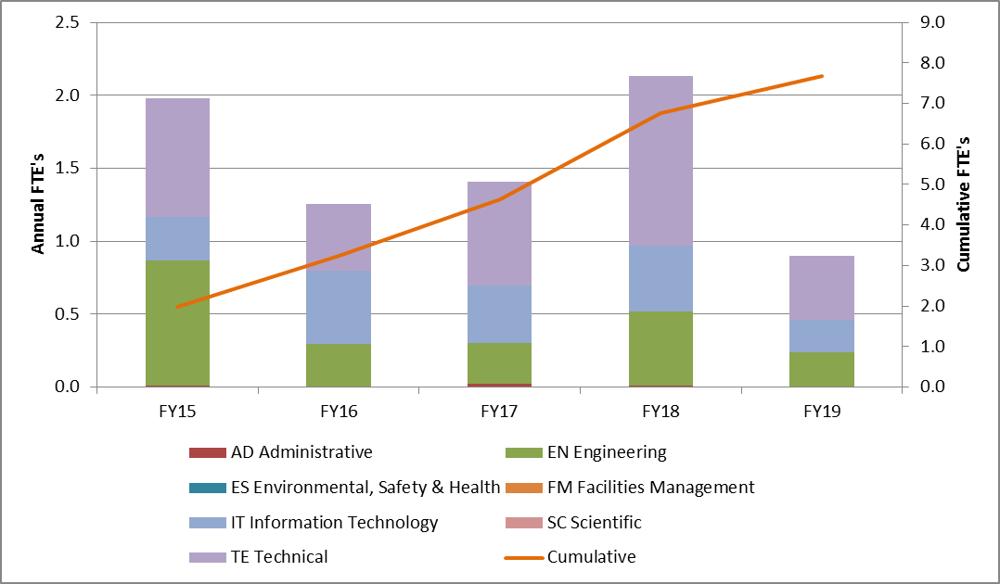 2.5
2.0
1.5
1.0
0.5
0.0
Annual FTE's
9.0
8.0
7.0
6.0
5.0
4.0
3.0
2.0
1.0
0.0
Cumulative FTE's
FY15 FY16 FY17 FY18 FY19
AD Administrative EN Engineering
ES Environmental, Safety & Health FM Facilities Management
IT Information Technology SC Scientific
TE Technical Cumulative